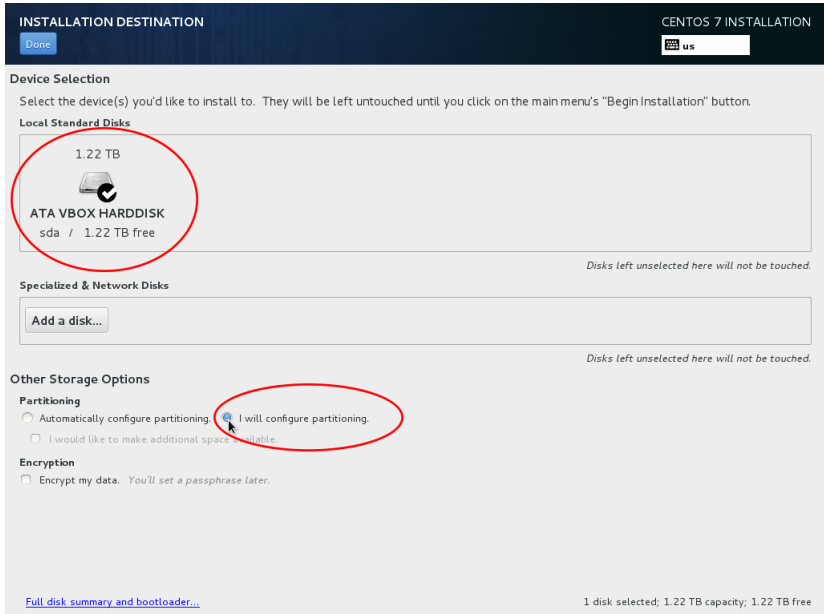 INSTALLATION DESTINATION
CENTOS 7 INSTALLATION
Done
us
Device Selection
Select the device(s) you'd like to install to. They will be left untouched until you click on the main menu's "Begin Installation" button.
Local Standard Disks
1.22 TB
ATA VBOX HARDDISK
sda / 1.22 TB free
Disks left unselected here will not be touched.
Specialized & Network Disks
Add a disk...
Disks left unselected here will not be touched.
Other Storage Options
Partitioning
Automatically configure partitioning. I will configure partitioning.
I would like to make additional space available.
Encryption
Encrypt my data. You'll set a passphrase later.
Full disk summary and bootloader...
1 disk selected; 1.22 TB capacity; 1.22 TB free